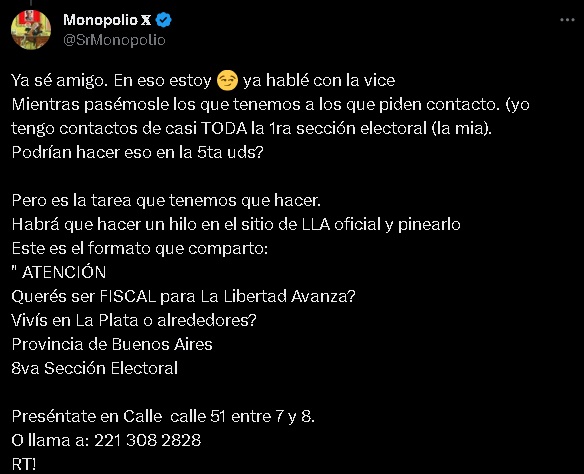 Monopolio X
@SrMonopolio
Ya sé amigo. En eso estoy 😏 ya hablé con la vice
Mientras pasémosle los que tenemos a los que piden contacto. (yo
tengo contactos de casi TODA la 1ra sección electoral (la mia).
Podrían hacer eso en la 5ta uds?
Pero es la tarea que tenemos que hacer.
Habrá que hacer un hilo en el sitio de LLA oficial y pinearlo
Este es el formato que comparto:
" ATENCIÓN
Querés ser FISCAL para La Libertad Avanza?
Vivís en La Plata o alrededores?
Provincia de Buenos Aires
8va Sección Electoral
Preséntate en Calle  calle 51 entre 7 y 8.
O llama a: 221 308 2828
RT!